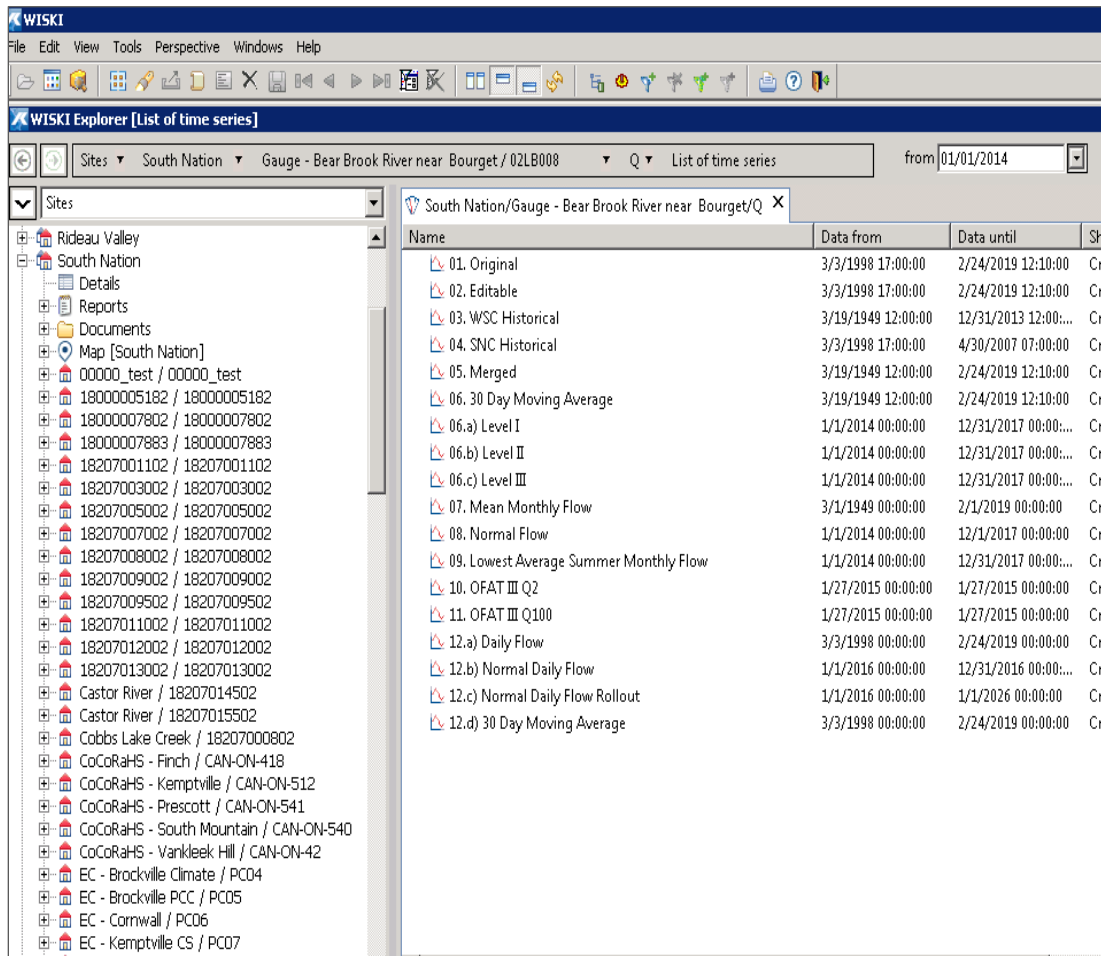 WISKI
File Edit View Tools Perspective Windows Help
WISKI Explorer [List of time series]
Sites South Nation Gauge - Bear Brook River near Bourget / 02LB008 Q List of time series from 01/01/2014
Sites
Rideau Valley
South Nation
Details
Reports
Documents
Map [South Nation]
00000_test / 00000_test
18000005182 / 18000005182
18000007802 / 18000007802
18000007883 / 18000007883
18207001102 / 18207001102
18207003002 / 18207003002
18207005002 / 18207005002
18207007002 / 18207007002
18207008002 / 18207008002
18207009002 / 18207009002
18207009502 / 18207009502
18207011002 / 18207011002
18207012002 / 18207012002
18207013002 / 18207013002
Castor River / 18207014502
Castor River / 18207015502
Cobbs Lake Creek / 18207000802
CoCoRaHS - Finch / CAN-ON-418
CoCoRaHS - Kemptville / CAN-ON-512
CoCoRaHS - Prescott / CAN-ON-541
CoCoRaHS - South Mountain / CAN-ON-540
CoCoRaHS - Vankleek Hill / CAN-ON-42
EC - Brockville Climate / PC04
EC - Brockville PCC / PC05
EC - Cornwall / PC06
EC - Kemptville CS / PC07
South Nation/Gauge - Bear Brook River near Bourget/Q X
Name Data from Data until Sh
01. Original 3/3/1998 17:00:00 2/24/2019 12:10:00 Cr
02. Editable 3/3/1998 17:00:00 2/24/2019 12:10:00 Cr
03. WSC Historical 3/19/1949 12:00:00 12/31/2013 12:00:... Cr
04. SNC Historical 3/3/1998 17:00:00 4/30/2007 07:00:00 Cr
05. Merged 3/19/1949 12:00:00 2/24/2019 12:10:00 Cr
06. 30 Day Moving Average 3/19/1949 12:00:00 2/24/2019 12:10:00 Cr
06.a) Level I 1/1/2014 00:00:00 12/31/2017 00:00:... Cr
06.b) Level II 1/1/2014 00:00:00 12/31/2017 00:00:... Cr
06.c) Level III 1/1/2014 00:00:00 12/31/2017 00:00:... Cr
07. Mean Monthly Flow 3/1/1949 00:00:00 2/1/2019 00:00:00 Cr
08. Normal Flow 1/1/2014 00:00:00 12/1/2017 00:00:00 Cr
09. Lowest Average Summer Monthly Flow 1/1/2014 00:00:00 12/31/2017 00:00:... Cr
10. OFAT III Q2 1/27/2015 00:00:00 1/27/2015 00:00:00 Cr
11. OFAT III Q100 1/27/2015 00:00:00 1/27/2015 00:00:00 Cr
12.a) Daily Flow 3/3/1998 00:00:00 2/24/2019 00:00:00 Cr
12.b) Normal Daily Flow 1/1/2016 00:00:00 12/31/2016 00:00:... Cr
12.c) Normal Daily Flow Rollout 1/1/2016 00:00:00 1/1/2026 00:00:00 Cr
12.d) 30 Day Moving Average 3/3/1998 00:00:00 2/24/2019 00:00:00 Cr